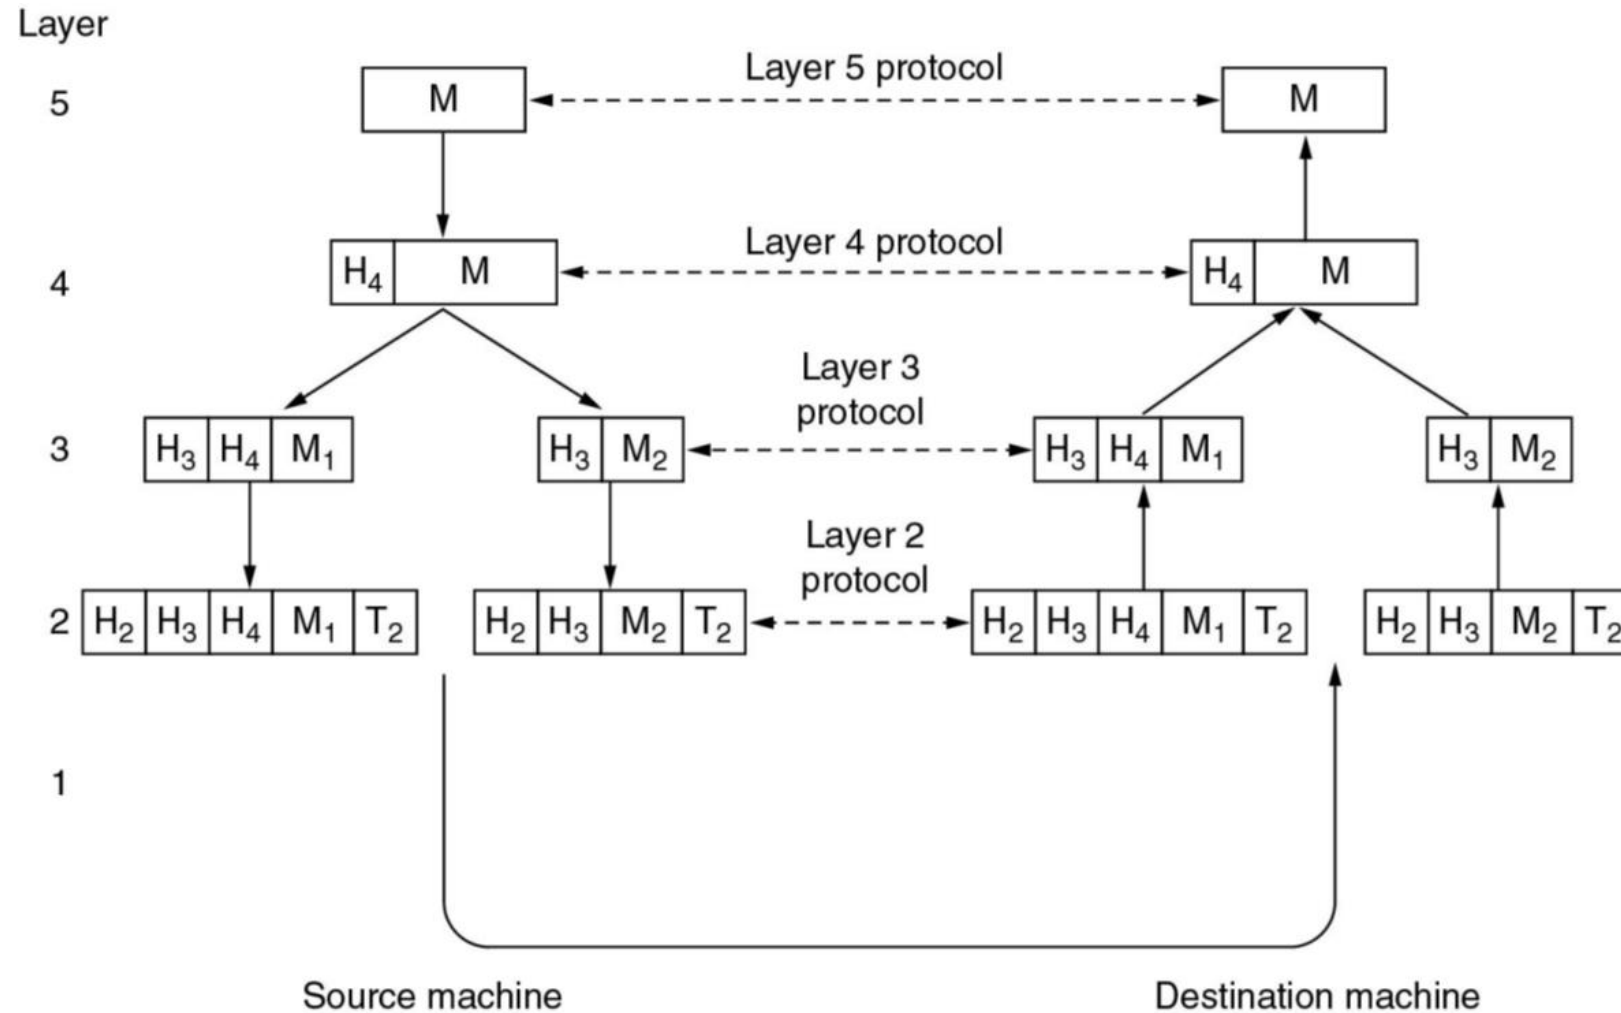 Layer
5 M Layer 5 protocol M
4 H4 M Layer 4 protocol H4 M
Layer 3
protocol
3 H3 H4 M1 H3 M2 H3 H4 M1 H3 M2
Layer 2
protocol
2 H2 H3 H4 M1 T2 H2 H3 M2 T2 H2 H3 H4 M1 T2 H2 H3 M2 T2
1
Source machine Destination machine